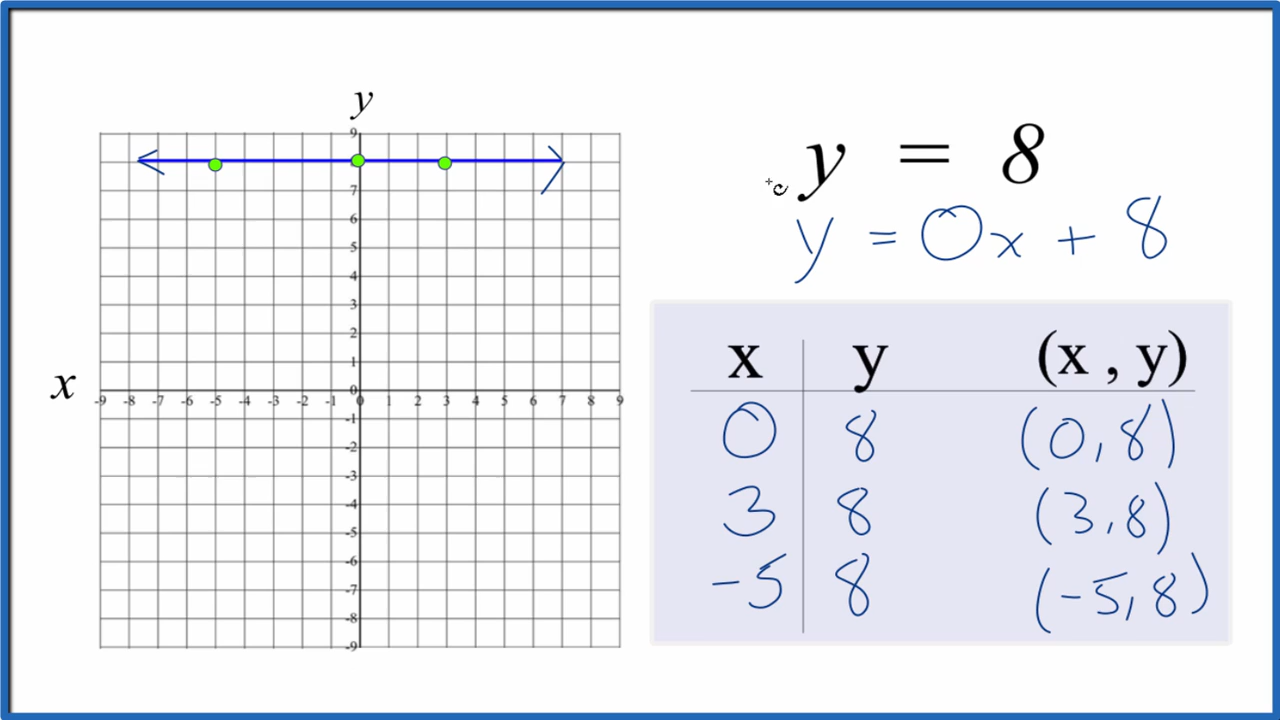 y
9
7
6
5
4
3
2
1
0
x
-9 -8 -7 -6 -5 -4 -3 -2 -1 0 1 2 3 4 5 6 7 8 9
-1
-2
-3
-4
-5
-6
-7
-8
-9
y = 8
y = 0x + 8
x y (x , y)
0 8 (0,8)
3 8 (3,8)
-5 8 (-5,8)